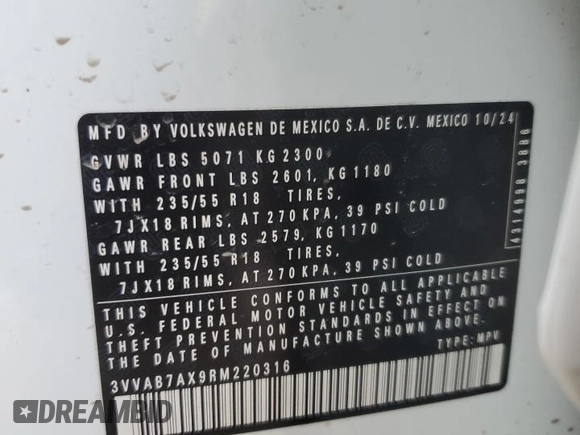 MFD BY VOLKSWAGEN DE MEXICO S.A. DE C.V. MEXICO 10/24
GVWR LBS 5071 KG 2300
GAWR FRONT LBS 2601, KG 1180
WITH 235/55 R18 TIRES,
7JX18 RIMS, AT 270 KPA, 39 PSI COLD
GAWR REAR LBS 2579, KG 1170
WITH 235/55 R18 TIRES,
7JX18 RIMS, AT 270 KPA, 39 PSI COLD
THIS VEHICLE CONFORMS TO ALL APPLICABLE
U.S. FEDERAL MOTOR VEHICLE SAFETY AND
THEFT PREVENTION STANDARDS IN EFFECT ON
THE DATE OF MANUFACTURE SHOWN ABOVE.
TYPE: MPV
3VVAB7AX9RM220316
4314998 3886
DREAMBID